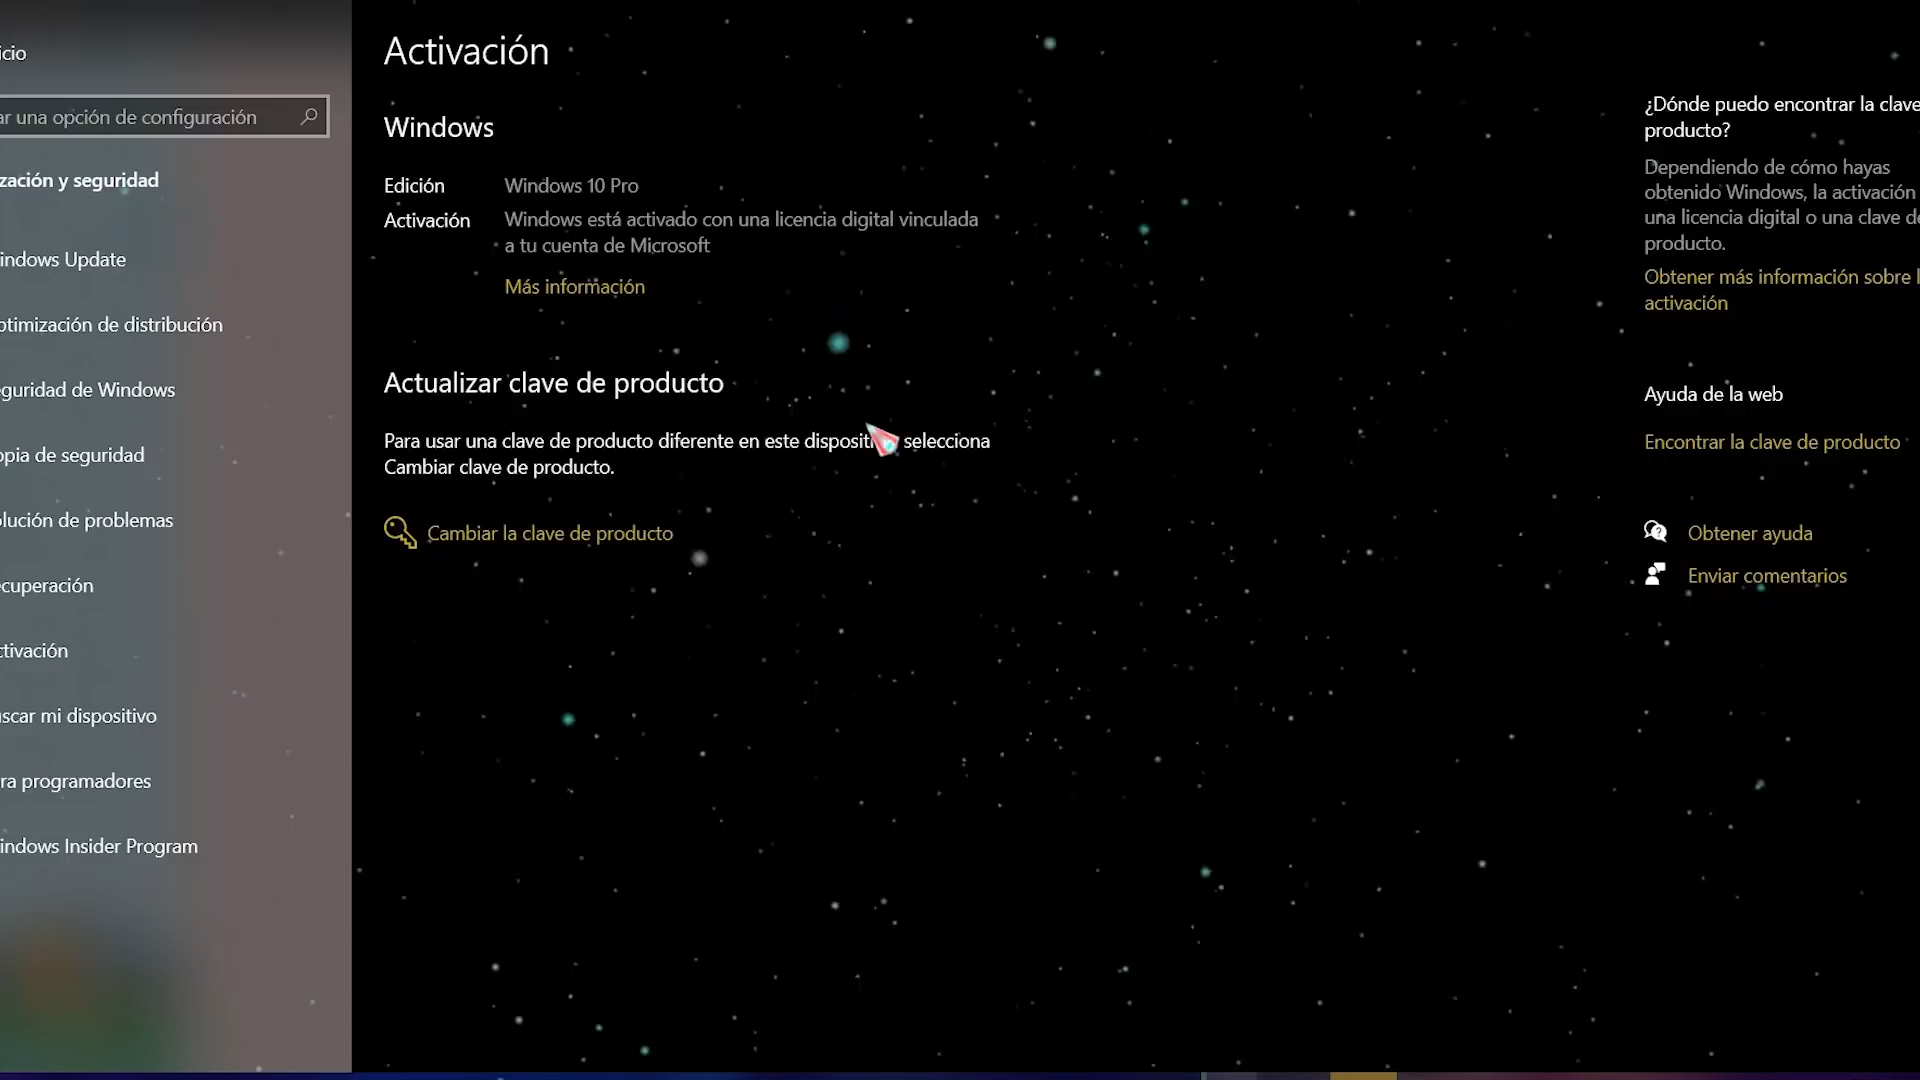 icio
ar una opción de configuración
zación y seguridad
indows Update
ptimización de distribución
eguridad de Windows
opia de seguridad
olución de problemas
ecuperación
ctivación
uscar mi dispositivo
ra programadores
indows Insider Program
Activación
Windows
Edición Windows 10 Pro
Activación Windows está activado con una licencia digital vinculada
a tu cuenta de Microsoft
Más información
Actualizar clave de producto
Para usar una clave de producto diferente en este dispositi selecciona
Cambiar clave de producto.
Cambiar la clave de producto
¿Dónde puedo encontrar la clave
producto?
Dependiendo de cómo hayas
obtenido Windows, la activación
una licencia digital o una clave de
producto.
Obtener más información sobre l
activación
Ayuda de la web
Encontrar la clave de producto
Obtener ayuda
Enviar comentarios